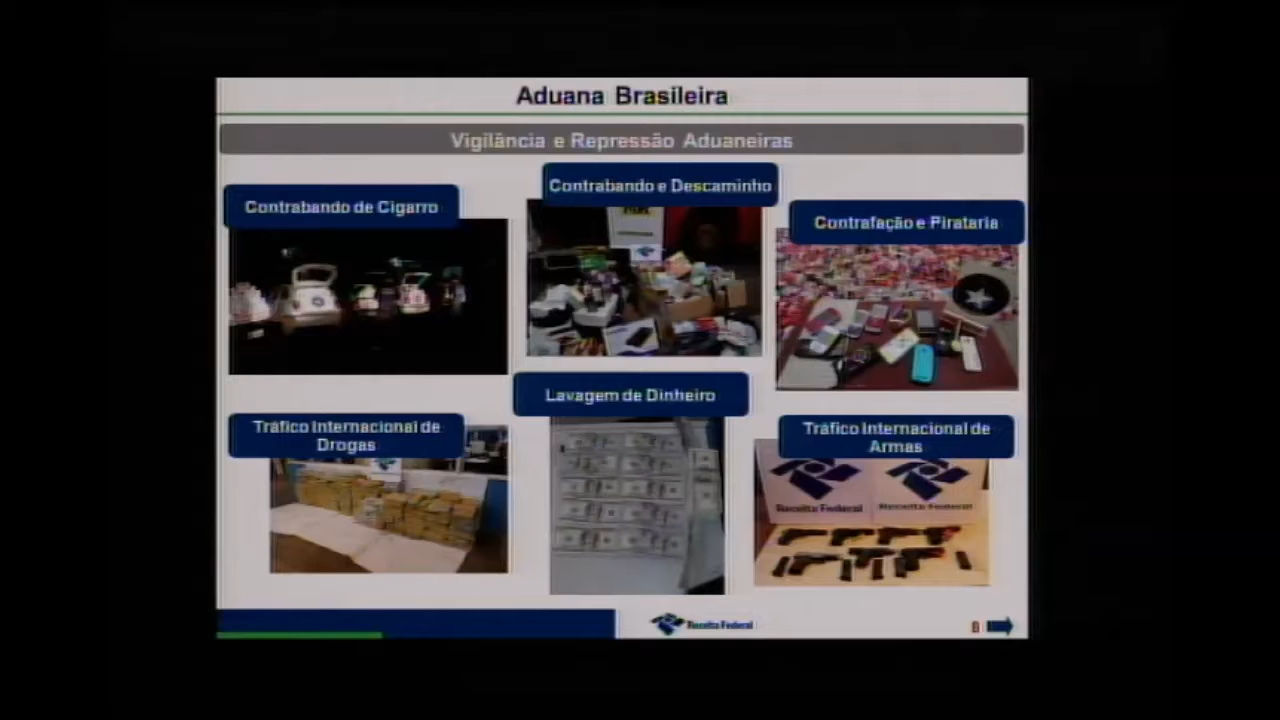 Aduana Brasileira
Vigilância e Repressão Aduaneiras
Contrabando de Cigarro
Contrabando e Descaminho
Contrafação e Pirataria
Tráfico Internacional de
Drogas
Lavagem de Dinheiro
Tráfico Internacional de
Armas
Receita Federal
Receita Federal
Receita Federal